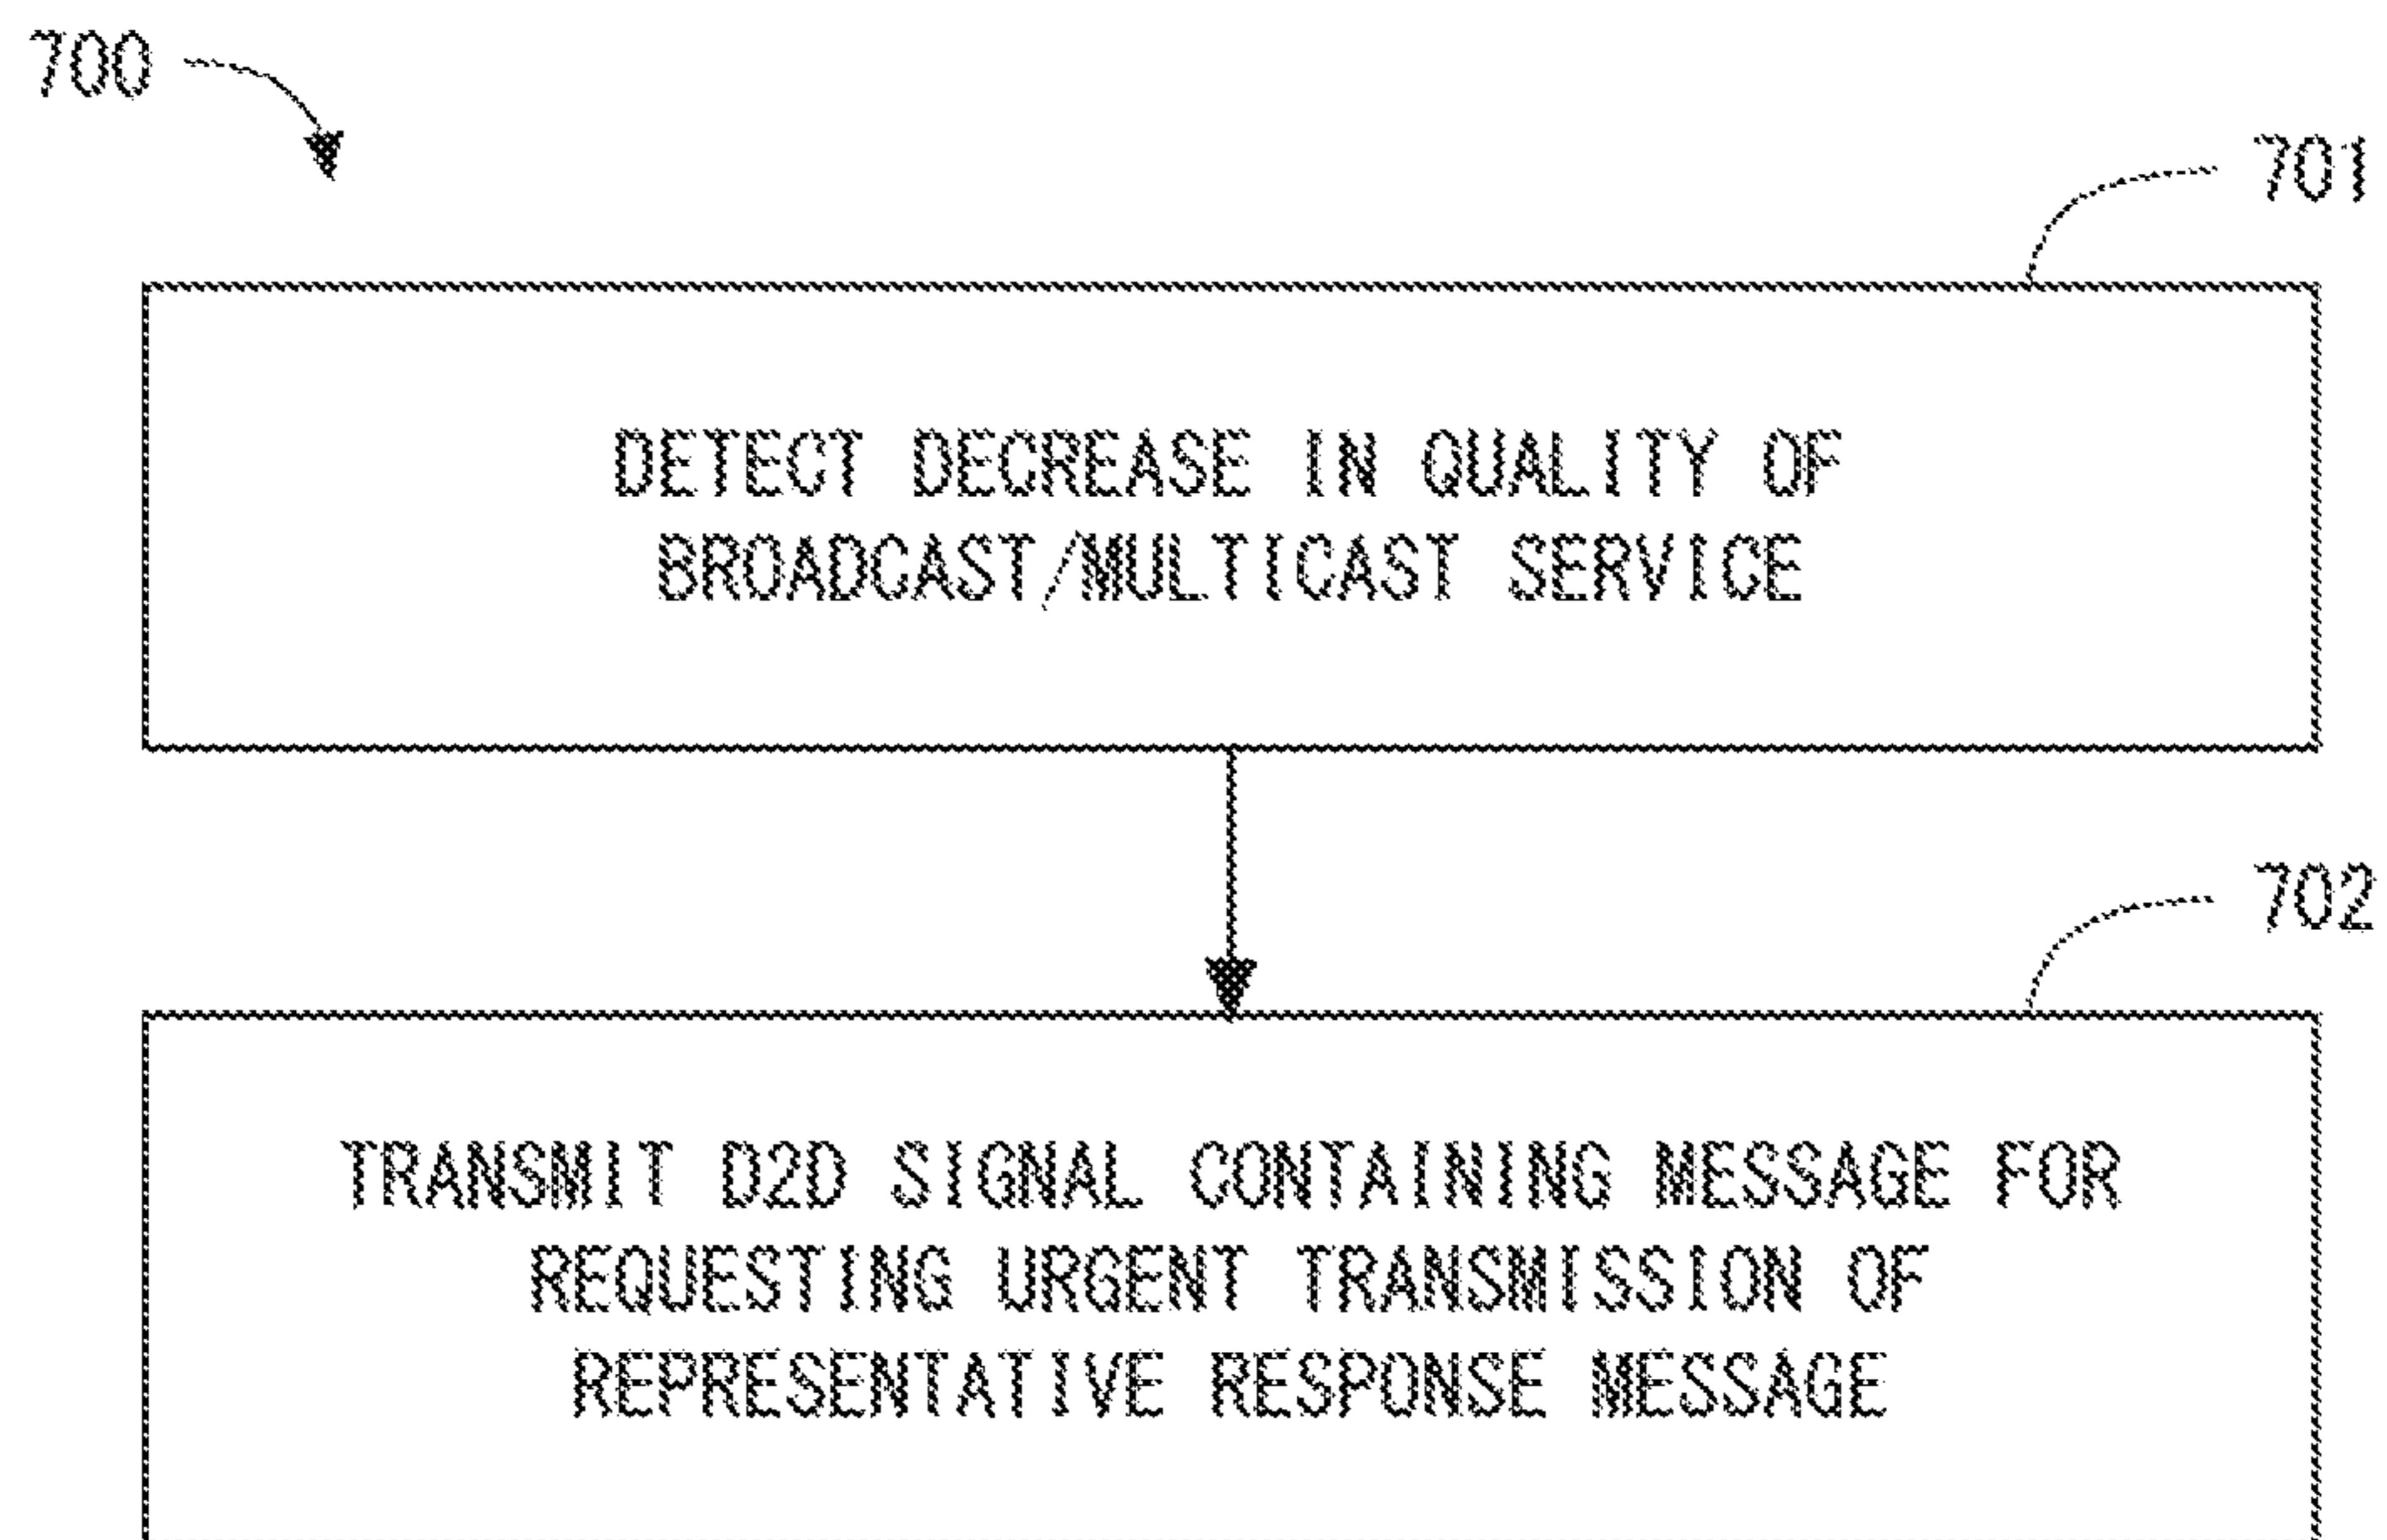 700
701
DETECT DECREASE IN QUALITY OF
BROADCAST/MULTICAST SERVICE
702
TRANSMIT D2D SIGNAL CONTAINING MESSAGE FOR
REQUESTING URGENT TRANSMISSION OF
REPRESENTATIVE RESPONSE MESSAGE